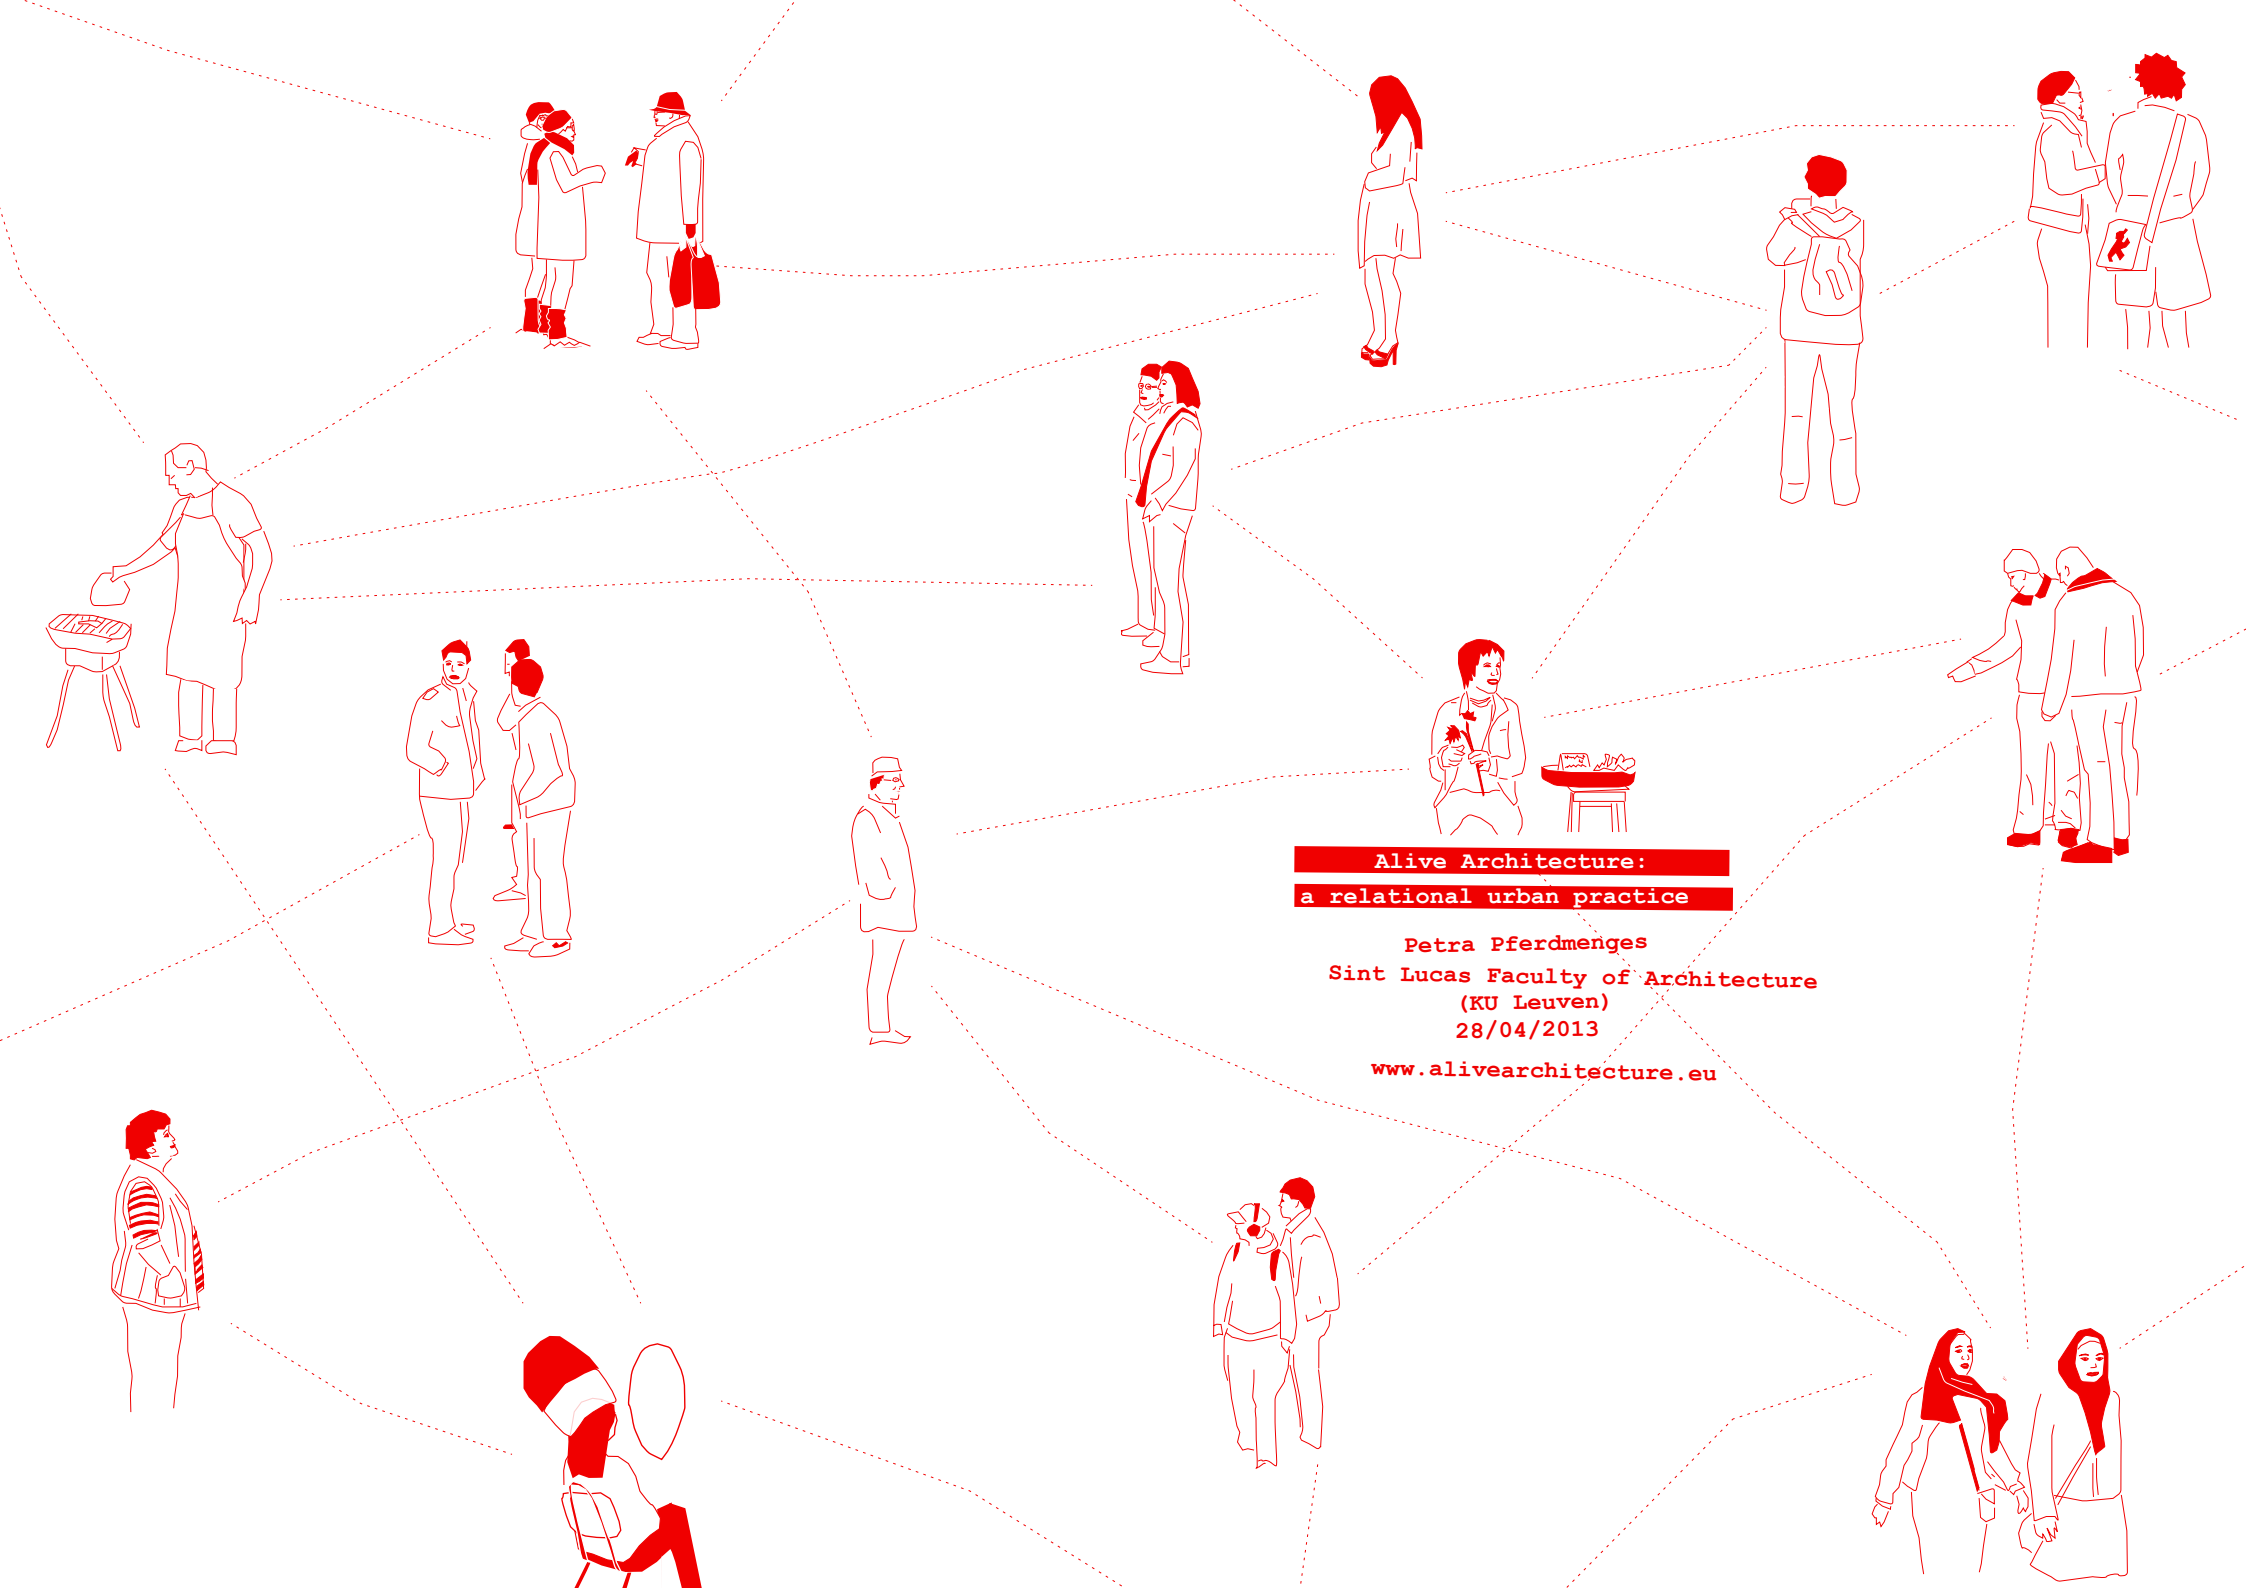 Alive Architecture:
a relational urban practice
Petra Pferdmenges
Sint Lucas Faculty of Architecture
(KU Leuven)
28/04/2013
www.alivearchitecture.eu